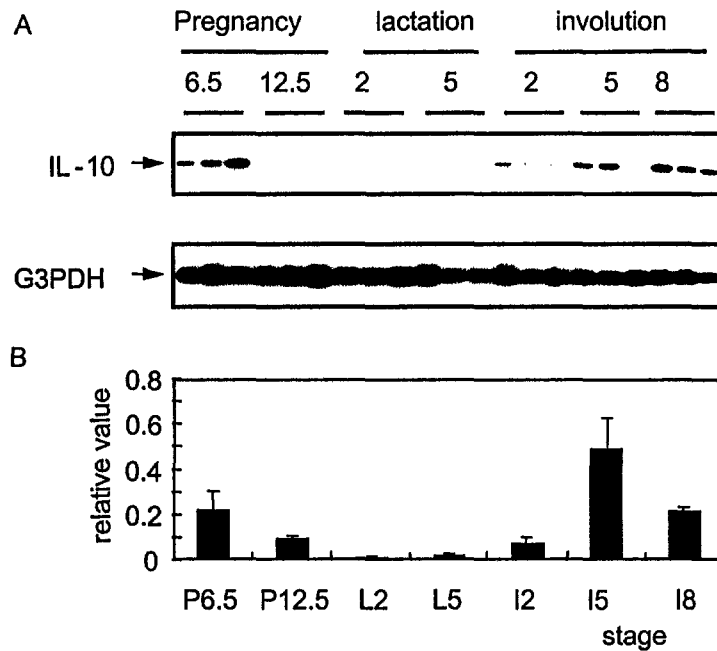 A
Pregnancy lactation involution
6.5 12.5 2 5 2 5 8
IL-10
G3PDH
B
0.8
0.6
0.4
0.2
0
relative value
P6.5 P12.5 L2 L5 I2 I5 I8
stage